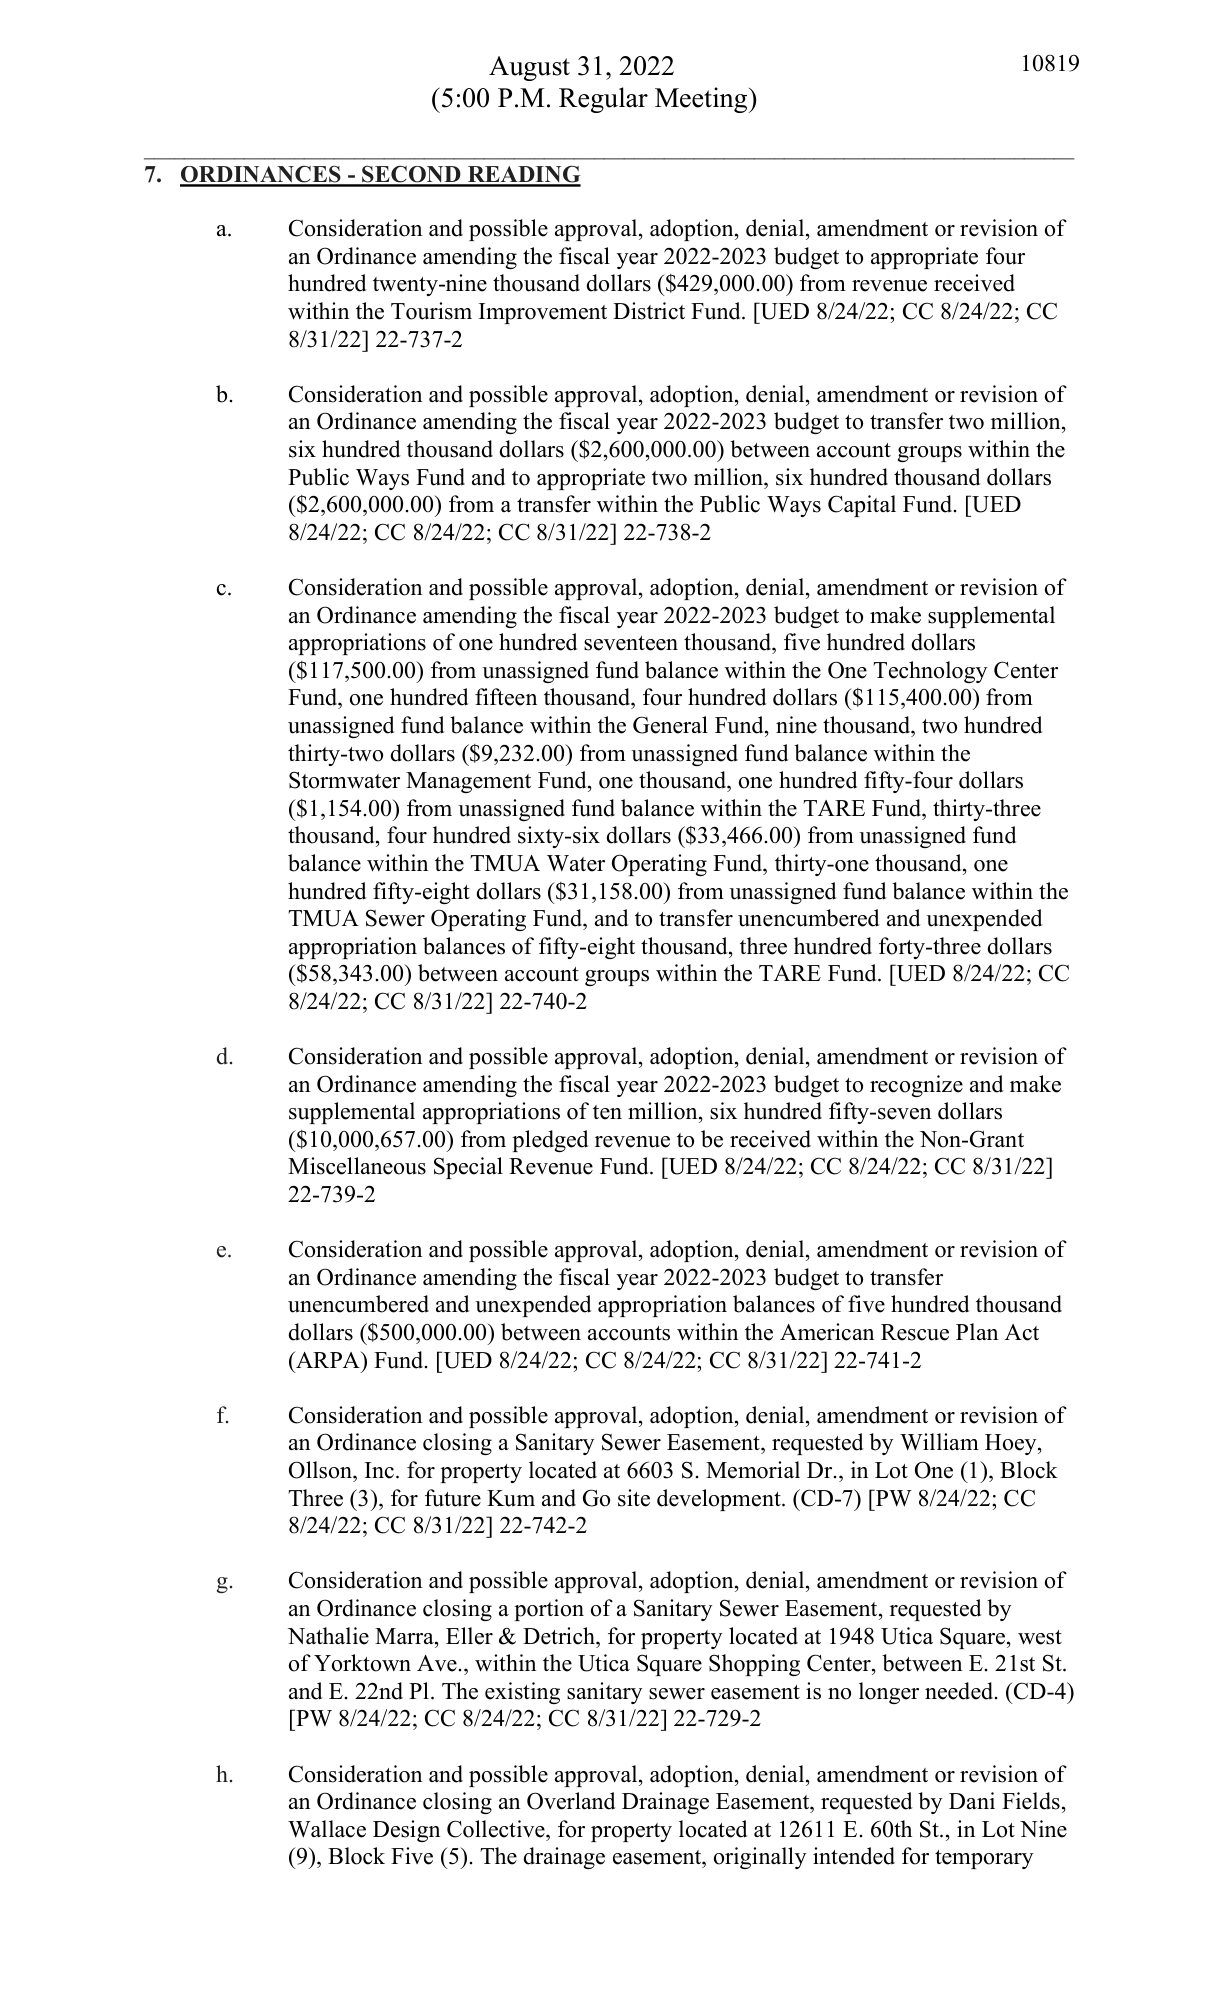 August 31, 2022
10819
(5:00 P.M. Regular Meeting)
7. ORDINANCES - SECOND READING
a. Consideration and possible approval, adoption, denial, amendment or revision of
an Ordinance amending the fiscal year 2022-2023 budget to appropriate four
hundred twenty-nine thousand dollars ($429,000.00) from revenue received
within the Tourism Improvement District Fund. [UED 8/24/22; CC 8/24/22; CC
8/31/22] 22-737-2
b. Consideration and possible approval, adoption, denial, amendment or revision of
an Ordinance amending the fiscal year 2022-2023 budget to transfer two million,
six hundred thousand dollars ($2,600,000.00) between account groups within the
Public Ways Fund and to appropriate two million, six hundred thousand dollars
($2,600,000.00) from a transfer within the Public Ways Capital Fund. [UED
8/24/22; CC 8/24/22; CC 8/31/22] 22-738-2
c. Consideration and possible approval, adoption, denial, amendment or revision of
an Ordinance amending the fiscal year 2022-2023 budget to make supplemental
appropriations of one hundred seventeen thousand, five hundred dollars
($117,500.00) from unassigned fund balance within the One Technology Center
Fund, one hundred fifteen thousand, four hundred dollars ($115,400.00) from
unassigned fund balance within the General Fund, nine thousand, two hundred
thirty-two dollars ($9,232.00) from unassigned fund balance within the
Stormwater Management Fund, one thousand, one hundred fifty-four dollars
($1,154.00) from unassigned fund balance within the TARE Fund, thirty-three
thousand, four hundred sixty-six dollars ($33,466.00) from unassigned fund
balance within the TMUA Water Operating Fund, thirty-one thousand, one
hundred fifty-eight dollars ($31,158.00) from unassigned fund balance within the
TMUA Sewer Operating Fund, and to transfer unencumbered and unexpended
appropriation balances of fifty-eight thousand, three hundred forty-three dollars
($58,343.00) between account groups within the TARE Fund. [UED 8/24/22; CC
8/24/22; CC 8/31/22] 22-740-2
d. Consideration and possible approval, adoption, denial, amendment or revision of
an Ordinance amending the fiscal year 2022-2023 budget to recognize and make
supplemental appropriations of ten million, six hundred fifty-seven dollars
($10,000,657.00) from pledged revenue to be received within the Non-Grant
Miscellaneous Special Revenue Fund. [UED 8/24/22; CC 8/24/22; CC 8/31/22]
22-739-2
e. Consideration and possible approval, adoption, denial, amendment or revision of
an Ordinance amending the fiscal year 2022-2023 budget to transfer
unencumbered and unexpended appropriation balances of five hundred thousand
dollars ($500,000.00) between accounts within the American Rescue Plan Act
(ARPA) Fund. [UED 8/24/22; CC 8/24/22; CC 8/31/22] 22-741-2
f. Consideration and possible approval, adoption, denial, amendment or revision of
an Ordinance closing a Sanitary Sewer Easement, requested by William Hoey,
Ollson, Inc. for property located at 6603 S. Memorial Dr., in Lot One (1), Block
Three (3), for future Kum and Go site development. (CD-7) [PW 8/24/22; CC
8/24/22; CC 8/31/22] 22-742-2
g. Consideration and possible approval, adoption, denial, amendment or revision of
an Ordinance closing a portion of a Sanitary Sewer Easement, requested by
Nathalie Marra, Eller & Detrich, for property located at 1948 Utica Square, west
of Yorktown Ave., within the Utica Square Shopping Center, between E. 21st St.
and E. 22nd Pl. The existing sanitary sewer easement is no longer needed. (CD-4)
[PW 8/24/22; CC 8/24/22; CC 8/31/22] 22-729-2
h. Consideration and possible approval, adoption, denial, amendment or revision of
an Ordinance closing an Overland Drainage Easement, requested by Dani Fields,
Wallace Design Collective, for property located at 12611 E. 60th St., in Lot Nine
(9), Block Five (5). The drainage easement, originally intended for temporary